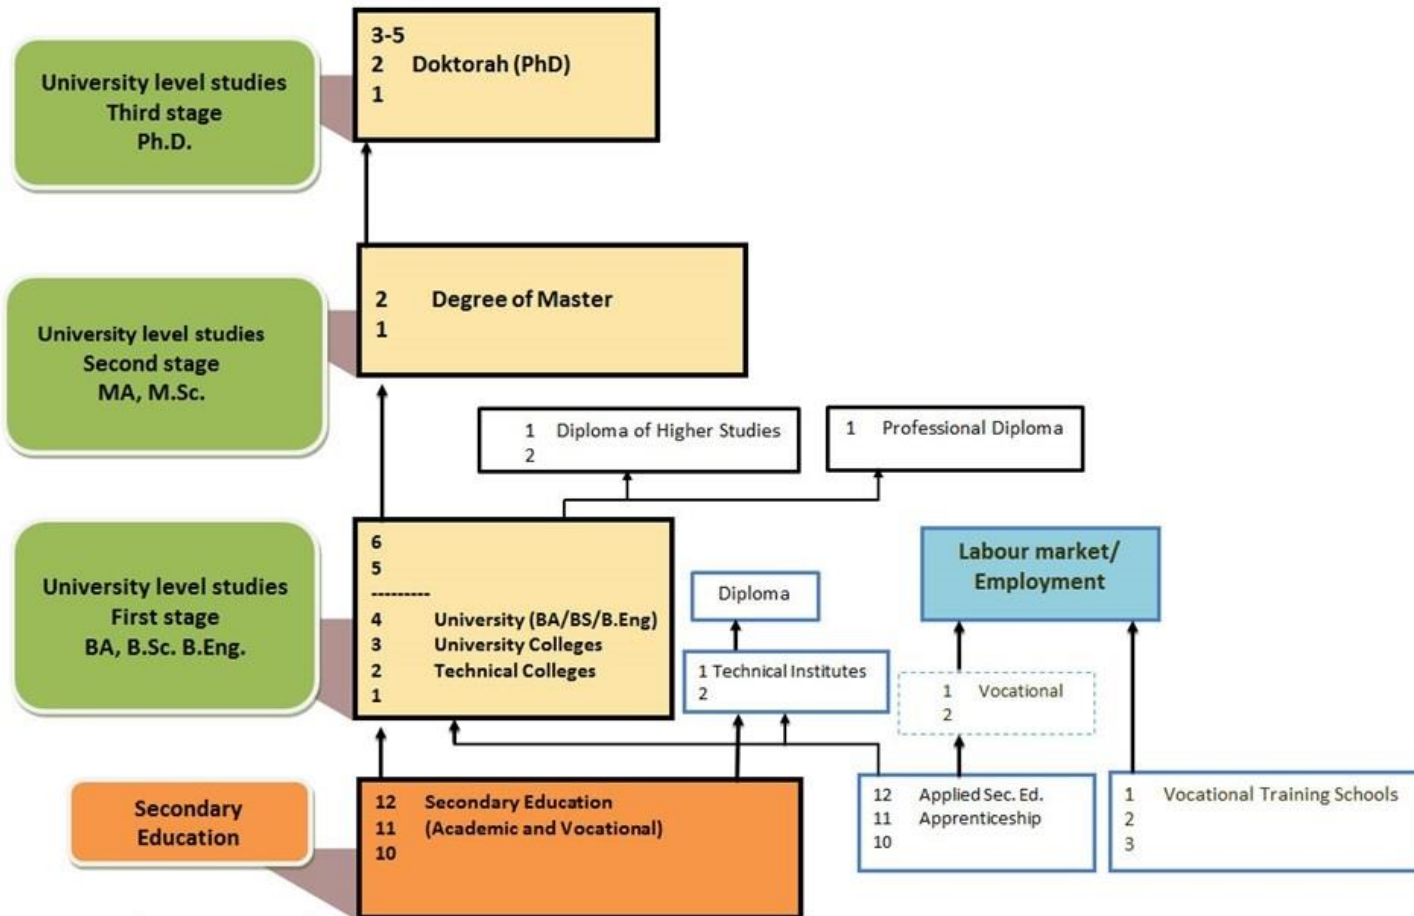 3-5
2 Doktorah (PhD)
1
University level studies
Third stage
Ph.D.
2 Degree of Master
1
University level studies
Second stage
MA, M.Sc.
1 Diploma of Higher Studies
2
1 Professional Diploma
6
5
---------
4 University (BA/BS/B.Eng)
3 University Colleges
2 Technical Colleges
1
University level studies
First stage
BA, B.Sc. B.Eng.
Diploma
1 Technical Institutes
2
Labour market/
Employment
1 Vocational
2
Secondary
Education
12 Secondary Education
11 (Academic and Vocational)
10
12 Applied Sec. Ed.
11 Apprenticeship
10
1 Vocational Training Schools
2
3